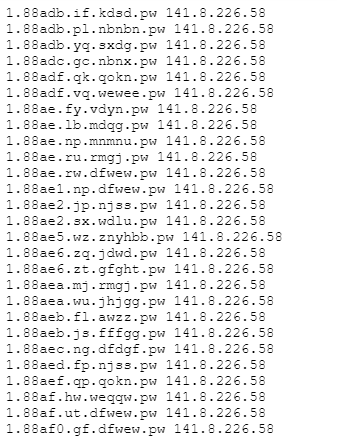 1.88adb.if.kdsd.pw 141.8.226.58
1.88adb.pl.nbnbn.pw 141.8.226.58
1.88adb.yq.sxdg.pw 141.8.226.58
1.88adc.gc.nbnx.pw 141.8.226.58
1.88adf.qk.qokn.pw 141.8.226.58
1.88adf.vq.wewee.pw 141.8.226.58
1.88ae.fy.vdyn.pw 141.8.226.58
1.88ae.lb.mdqg.pw 141.8.226.58
1.88ae.np.mnmnu.pw 141.8.226.58
1.88ae.ru.rmgj.pw 141.8.226.58
1.88ae.rw.dfwew.pw 141.8.226.58
1.88ae1.np.dfwew.pw 141.8.226.58
1.88ae2.jp.njss.pw 141.8.226.58
1.88ae2.sx.wdlu.pw 141.8.226.58
1.88ae5.wz.znyhbb.pw 141.8.226.58
1.88ae6.zq.jdwd.pw 141.8.226.58
1.88ae6.zt.gfght.pw 141.8.226.58
1.88aea.mj.rmgj.pw 141.8.226.58
1.88aea.wu.jhjgg.pw 141.8.226.58
1.88aeb.fl.awzz.pw 141.8.226.58
1.88aeb.js.fffgg.pw 141.8.226.58
1.88aec.ng.dfdgf.pw 141.8.226.58
1.88aed.fp.njss.pw 141.8.226.58
1.88aef.qp.qokn.pw 141.8.226.58
1.88af.hw.weqqw.pw 141.8.226.58
1.88af.ut.dfwew.pw 141.8.226.58
1.88af0.gf.dfwew.pw 141.8.226.58